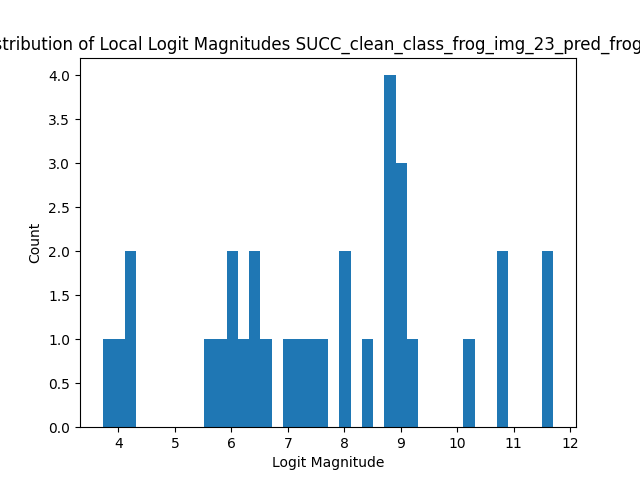 stribution of Local Logit Magnitudes SUCC_clean_class_frog_img_23_pred_frog
4.0
3.5
3.0
2.5
2.0
1.5
1.0
0.5
0.0
Count
4 5 6 7 8 9 10 11 12
Logit Magnitude